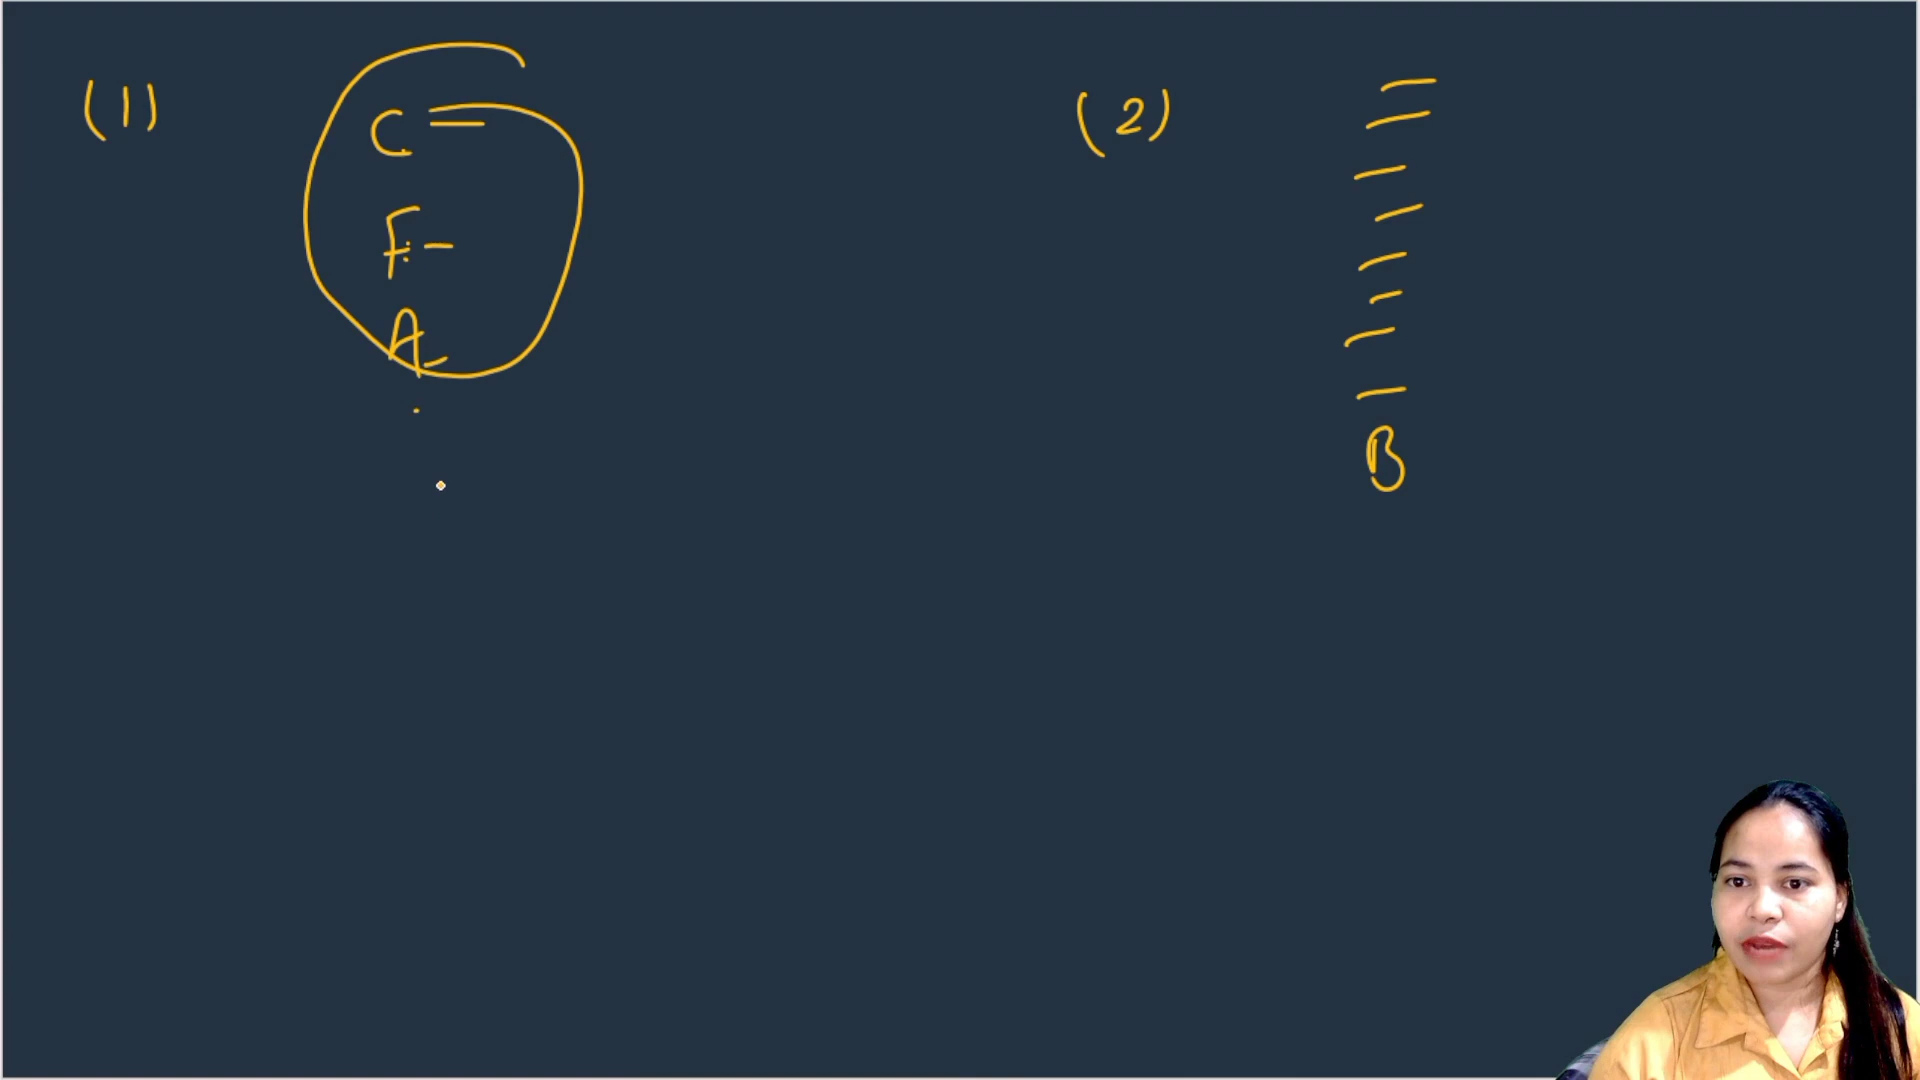 (1)
C =
F -
A -
(2)
B